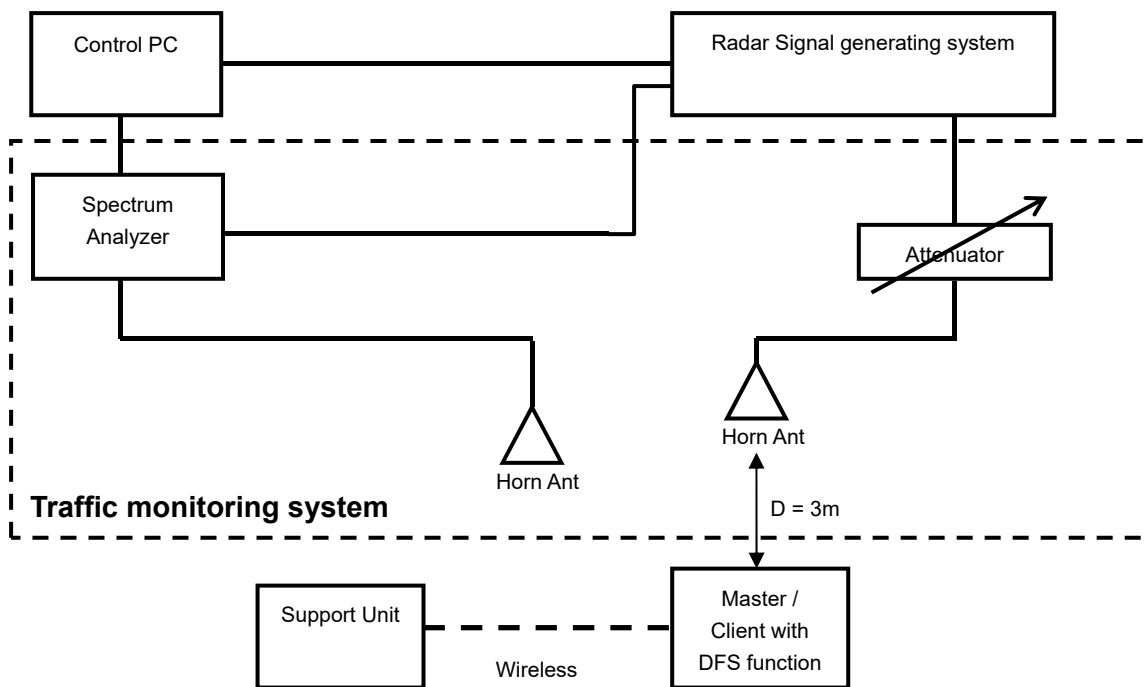 Control PC
Radar Signal generating system
Spectrum
Analyzer
Attenuator
Horn Ant
Horn Ant
Traffic monitoring system
D = 3m
Support Unit
Wireless
Master /
Client with
DFS function